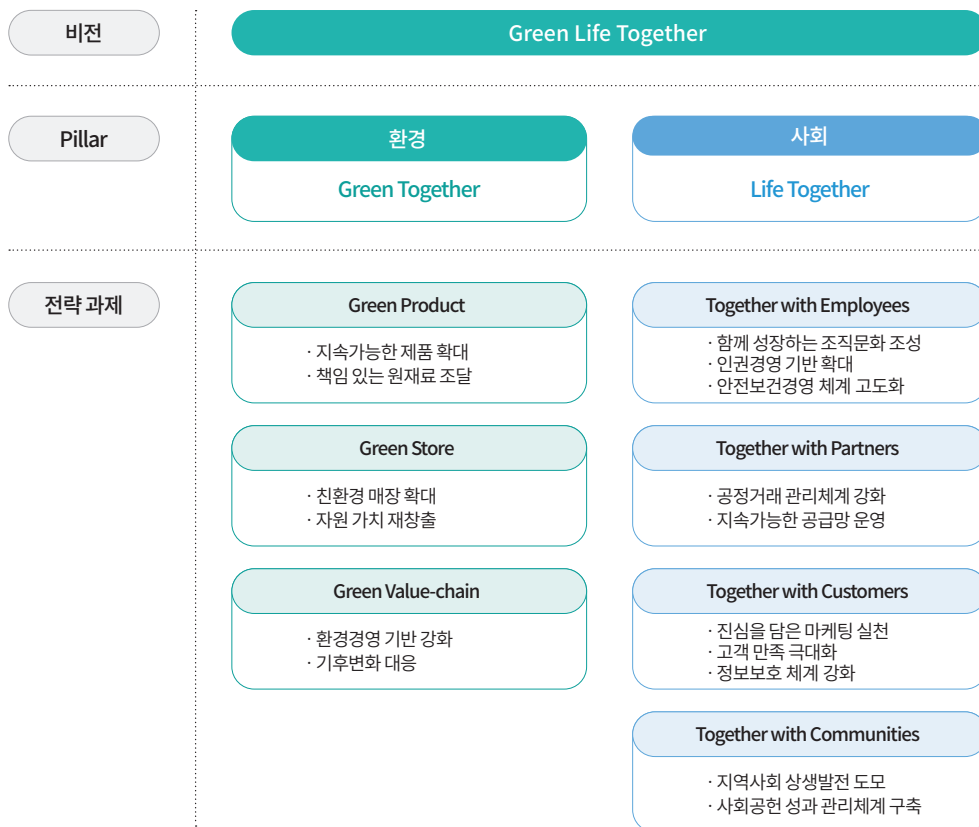 비전
Green Life Together
Pillar
환경
Green Together
사회
Life Together
전략 과제
Green Product
· 지속가능한 제품 확대
· 책임 있는 원재료 조달
Green Store
· 친환경 매장 확대
· 자원 가치 재창출
Green Value-chain
· 환경경영 기반 강화
· 기후변화 대응
Together with Employees
· 함께 성장하는 조직문화 조성
· 인권경영 기반 확대
· 안전보건경영 체계 고도화
Together with Partners
· 공정거래 관리체계 강화
· 지속가능한 공급망 운영
Together with Customers
· 진심을 담은 마케팅 실천
· 고객 만족 극대화
· 정보보호 체계 강화
Together with Communities
· 지역사회 상생발전 도모
· 사회공헌 성과 관리체계 구축